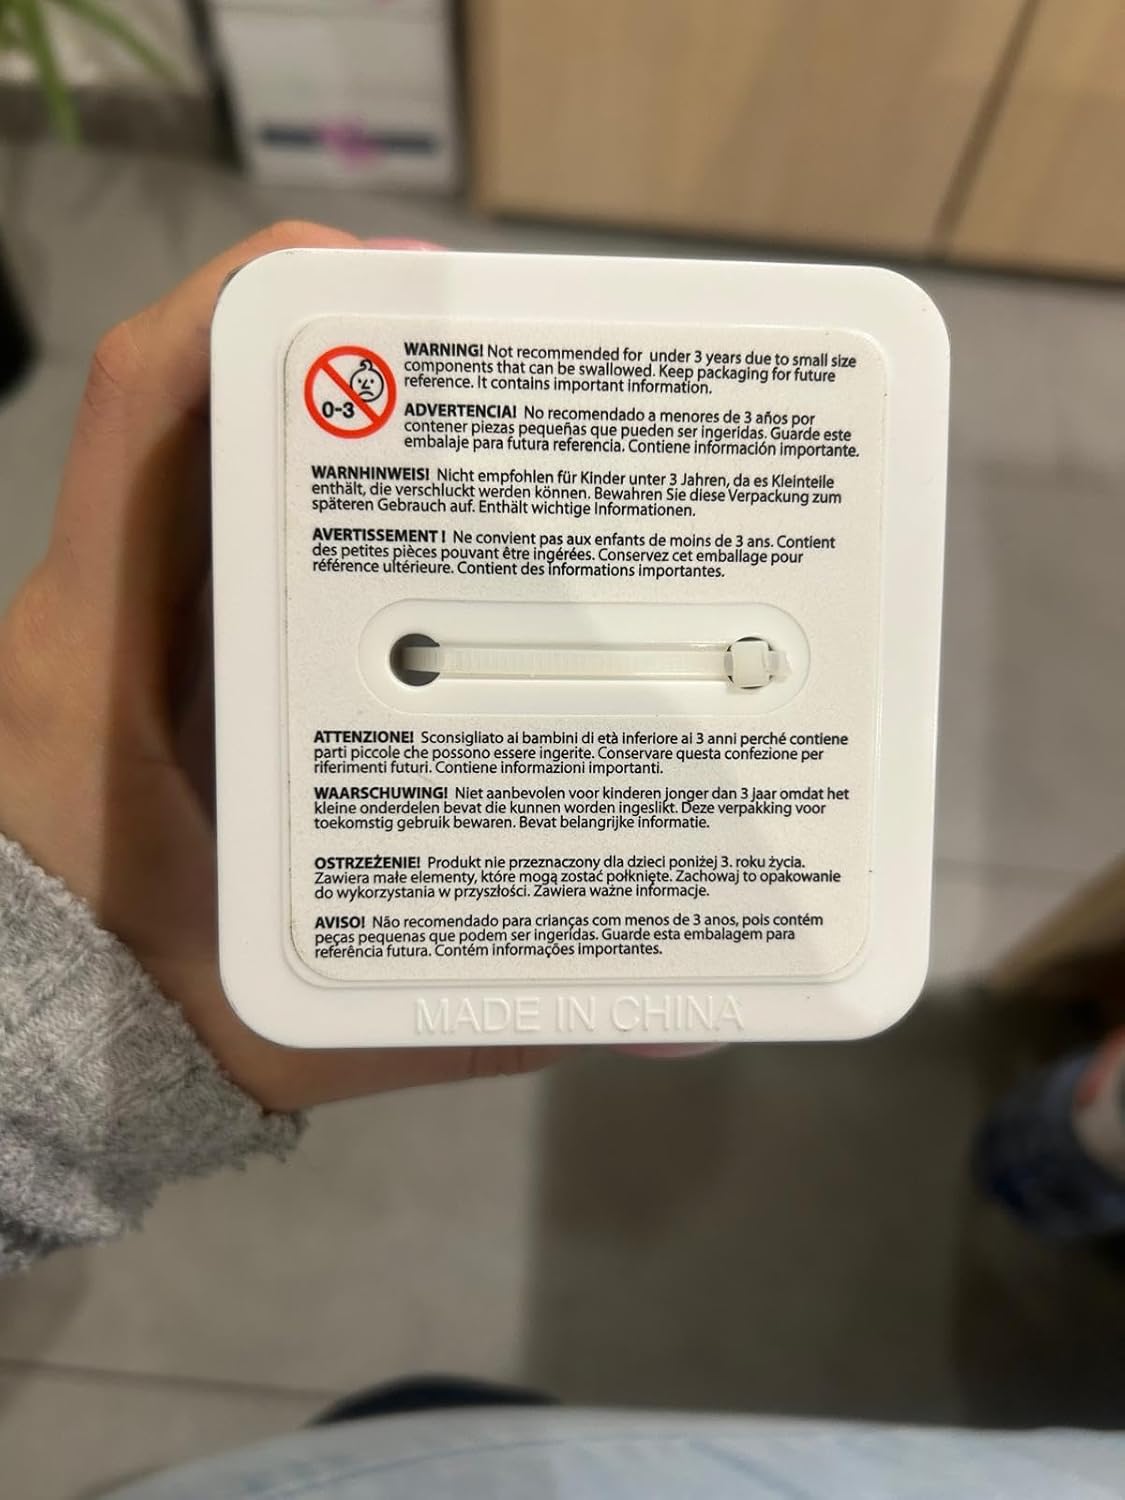 0-3
WARNING! Not recommended for under 3 years due to small size
components that can be swallowed. Keep packaging for future
reference. It contains important information.
ADVERTENCIA! No recomendado a menores de 3 años por
contener piezas pequeñas que pueden ser ingeridas. Guarde este
embalaje para futura referencia. Contiene información importante.
WARNHINWEIS! Nicht empfohlen für Kinder unter 3 Jahren, da es Kleinteile
enthält, die verschluckt werden können. Bewahren Sie diese Verpackung zum
späteren Gebrauch auf. Enthält wichtige Informationen.
AVERTISSEMENT ! Ne convient pas aux enfants de moins de 3 ans. Contient
des petites pièces pouvant être ingérées. Conservez cet emballage pour
référence ultérieure. Contient des informations importantes.
ATTENZIONE! Sconsigliato ai bambini di età inferiore ai 3 anni perché contiene
parti piccole che possono essere ingerite. Conservare questa confezione per
riferimenti futuri. Contiene informazioni importanti.
WAARSCHUWING! Niet aanbevolen voor kinderen jonger dan 3 jaar omdat het
kleine onderdelen bevat die kunnen worden ingeslikt. Deze verpakking voor
toekomstig gebruik bewaren. Bevat belangrijke informatie.
OSTRZEŻENIE! Produkt nie przeznaczony dla dzieci poniżej 3. roku życia.
Zawiera małe elementy, które mogą zostać połknięte. Zachowaj to opakowanie
do wykorzystania w przyszłości. Zawiera ważne informacje.
AVISO! Não recomendado para crianças com menos de 3 anos, pois contém
peças pequenas que podem ser ingeridas. Guarde esta embalagem para
referência futura. Contém informações importantes.
MADE IN CHINA